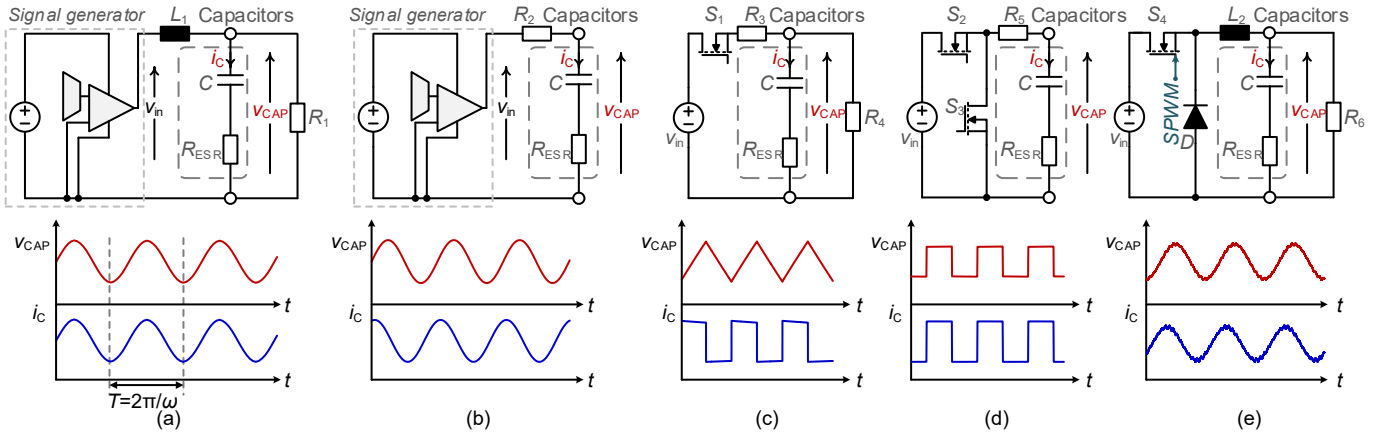 Signal generator L1 Capacitors
iC
C
vin
vCAP
R1
RESR
vCAP
t
iC
t
T=2π/ω
(a)
Signal generator R2 Capacitors
iC
C
vin
vCAP
RESR
vCAP
t
iC
t
(b)
S1 R3 Capacitors
iC
C
vCAP
R4
vin
RESR
vCAP
t
iC
t
(c)
S2 R5 Capacitors
iC
C
S3
vCAP
vin
RESR
vCAP
t
iC
t
(d)
S4 L2 Capacitors
iC
C
SPWM
vCAP
R6
vin
D
RESR
vCAP
t
iC
t
(e)